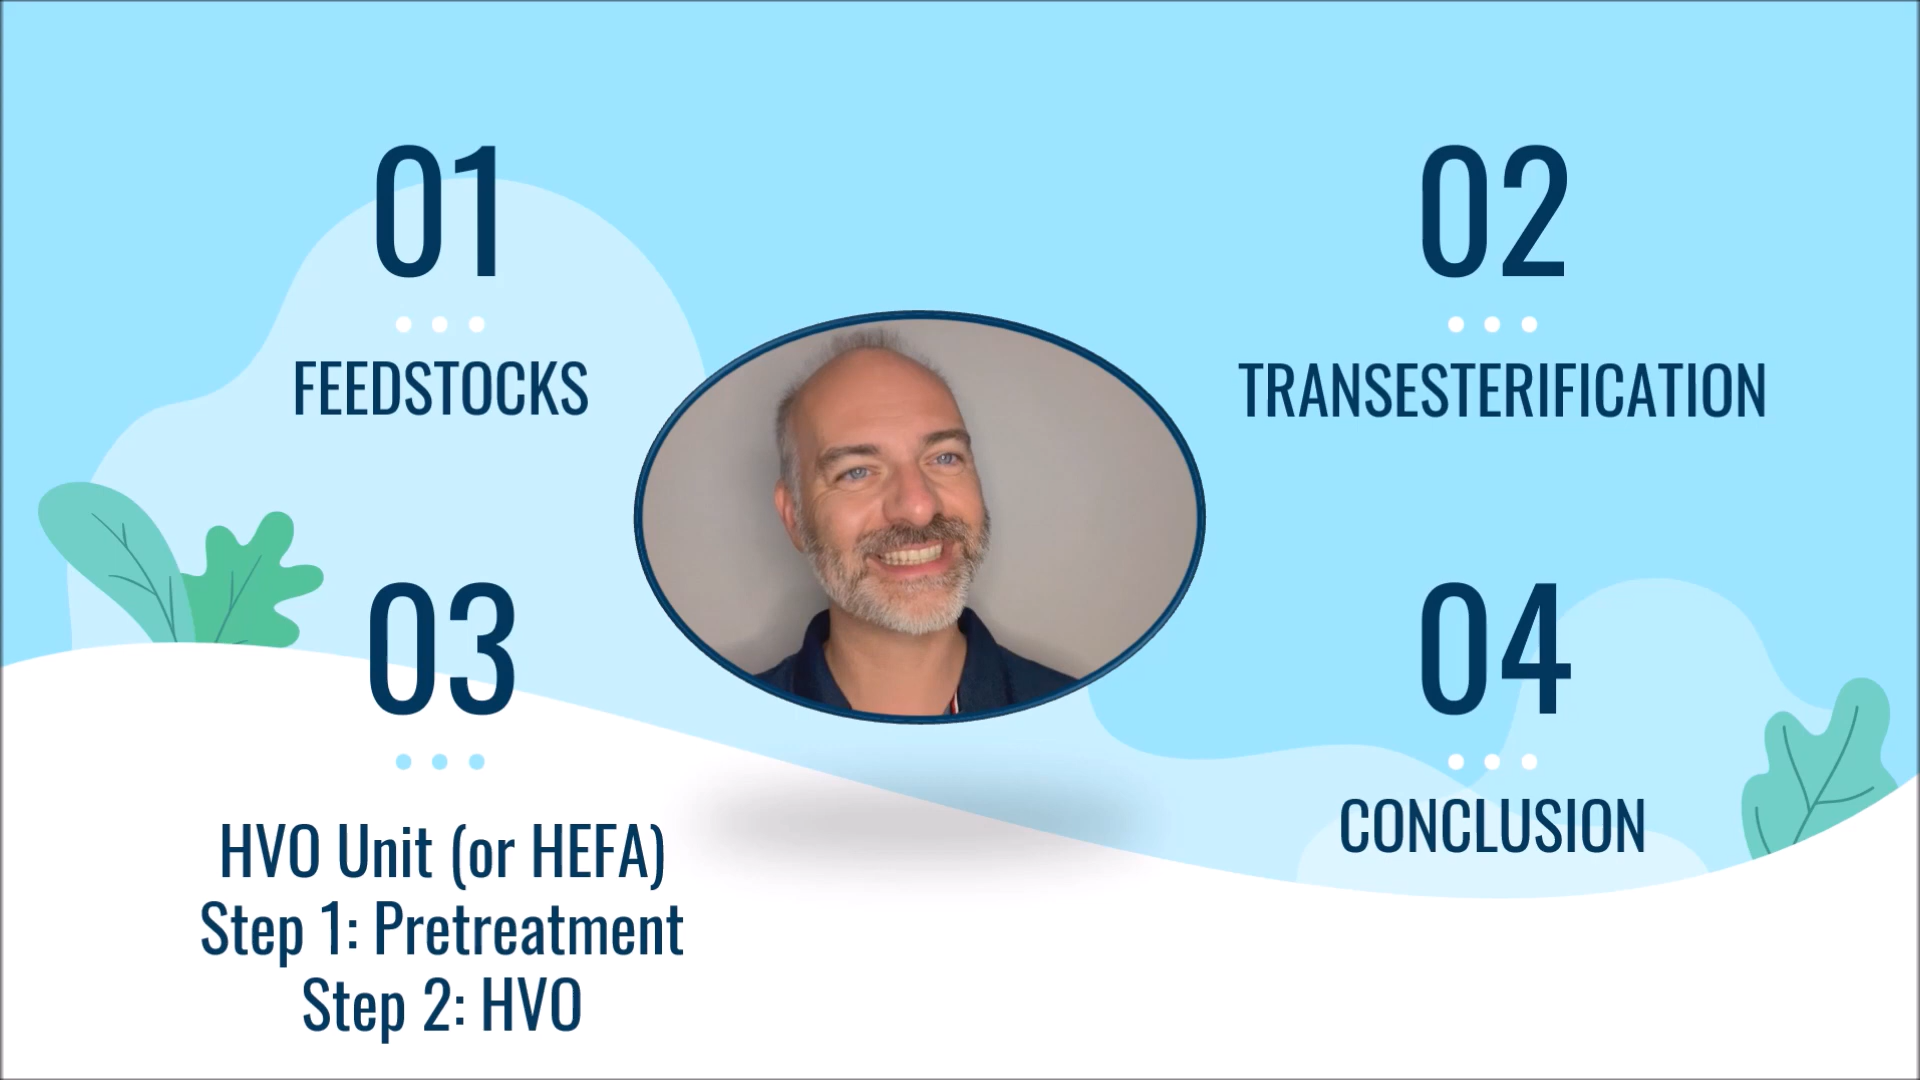 01
FEEDSTOCKS
02
TRANSESTERIFICATION
03
HVO Unit (or HEFA)
Step 1: Pretreatment
Step 2: HVO
04
CONCLUSION